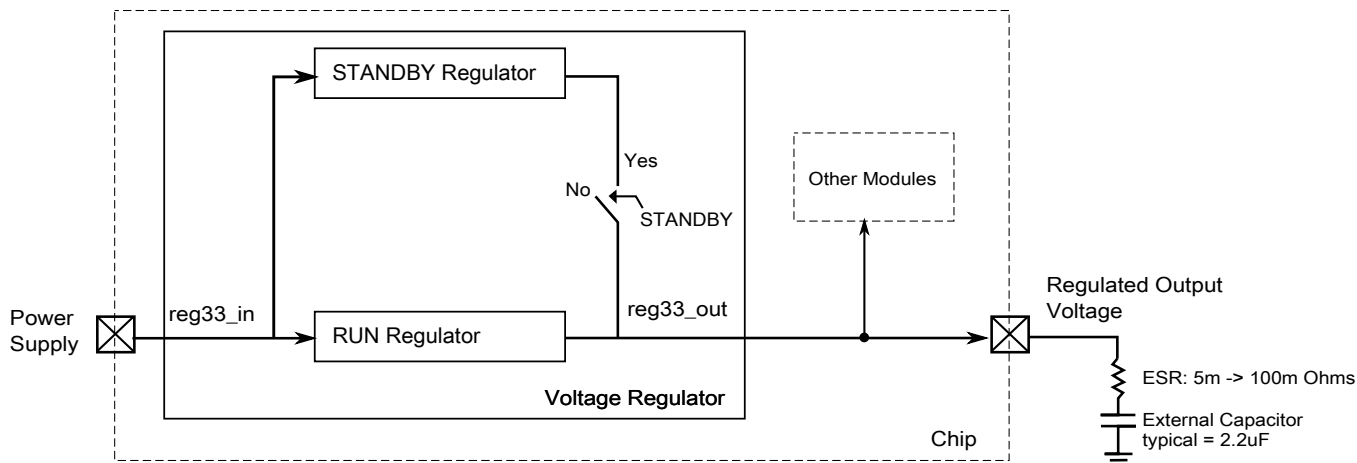 STANDBY Regulator
Yes
No
STANDBY
Other Modules
Power
Supply
reg33_in
RUN Regulator
reg33_out
Regulated Output
Voltage
Voltage Regulator
ESR: 5m -> 100m Ohms
External Capacitor
typical = 2.2uF
Chip